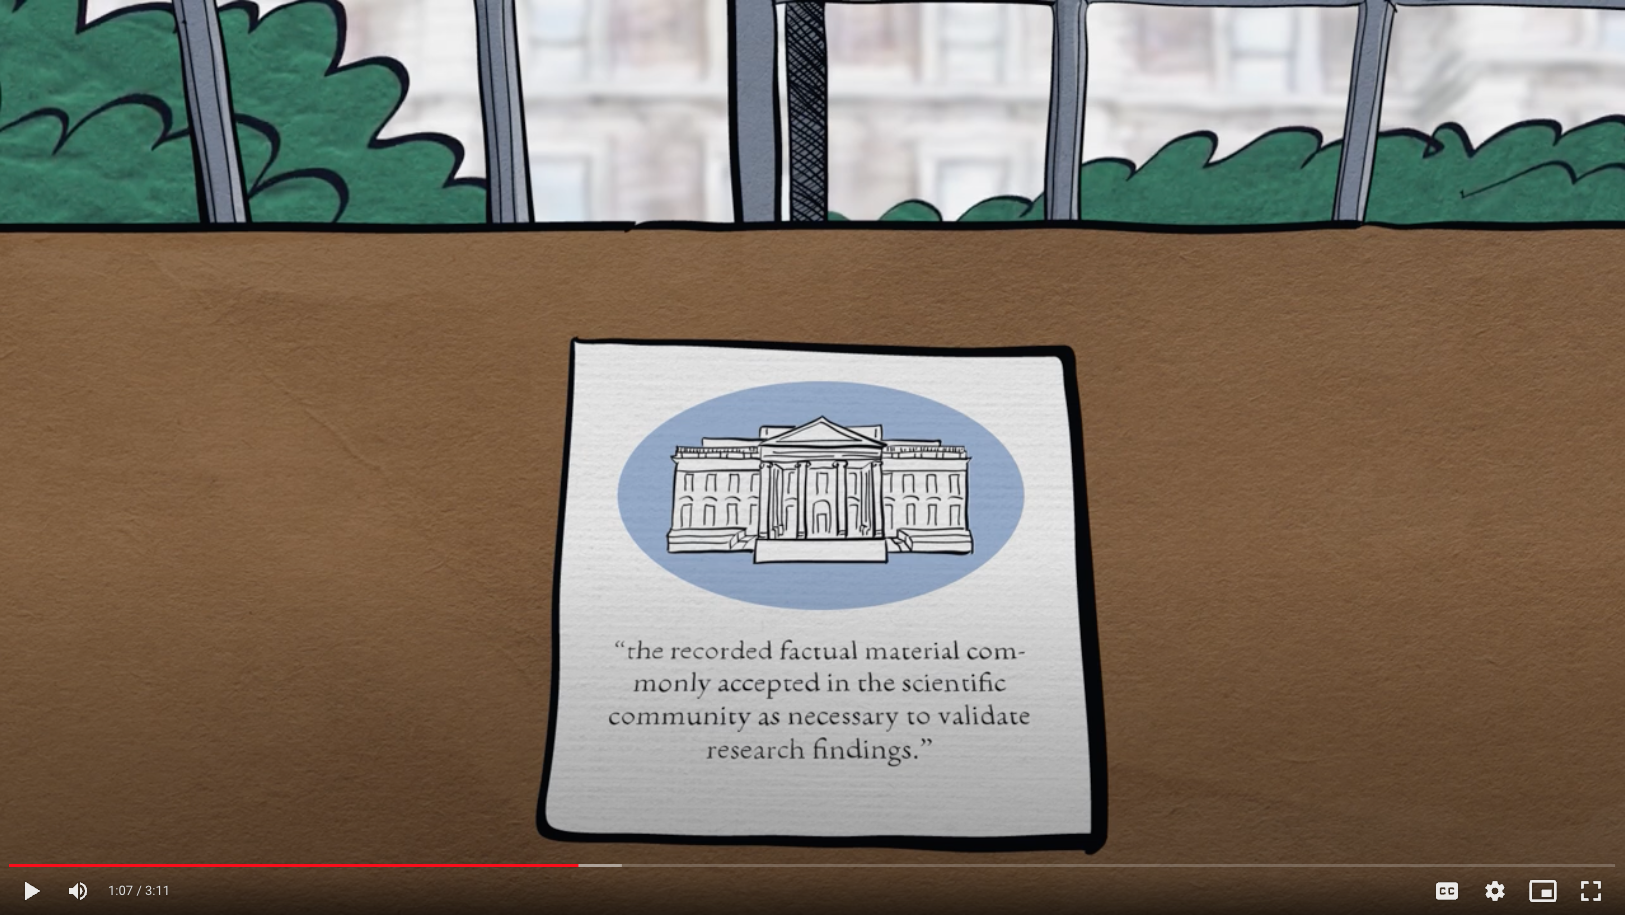 “the recorded factual material com-
monly accepted in the scientific
community as necessary to validate
research findings.”
1:07 / 3:11
CC